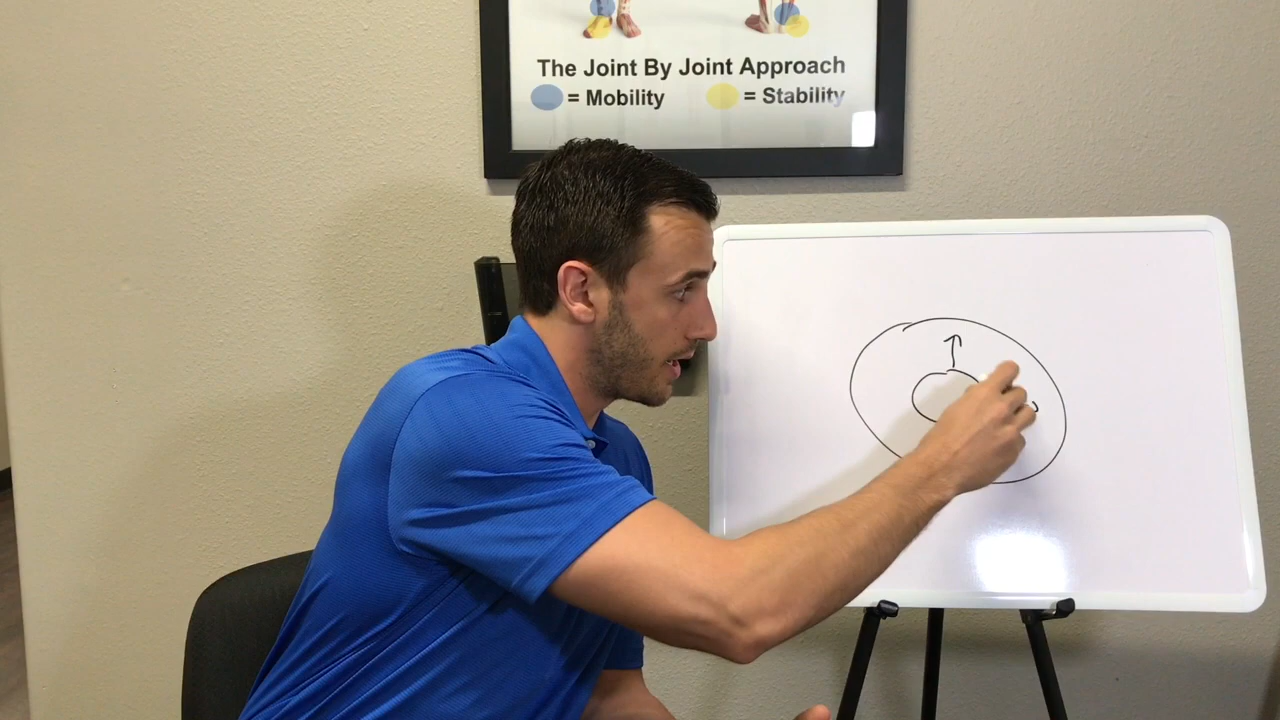 The Joint By Joint Approach
= Mobility = Stability